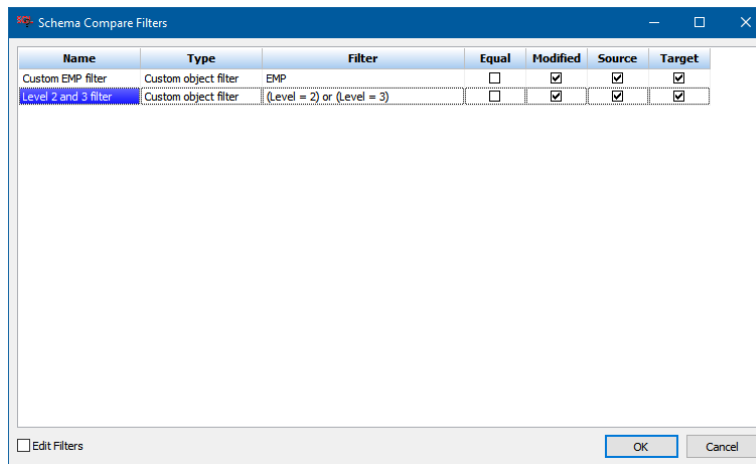 Schema Compare Filters
Name Type Filter Equal Modified Source Target
Custom EMP filter Custom object filter EMP
Level 2 and 3 filter Custom object filter (Level = 2) or (Level = 3)
Edit Filters OK Cancel